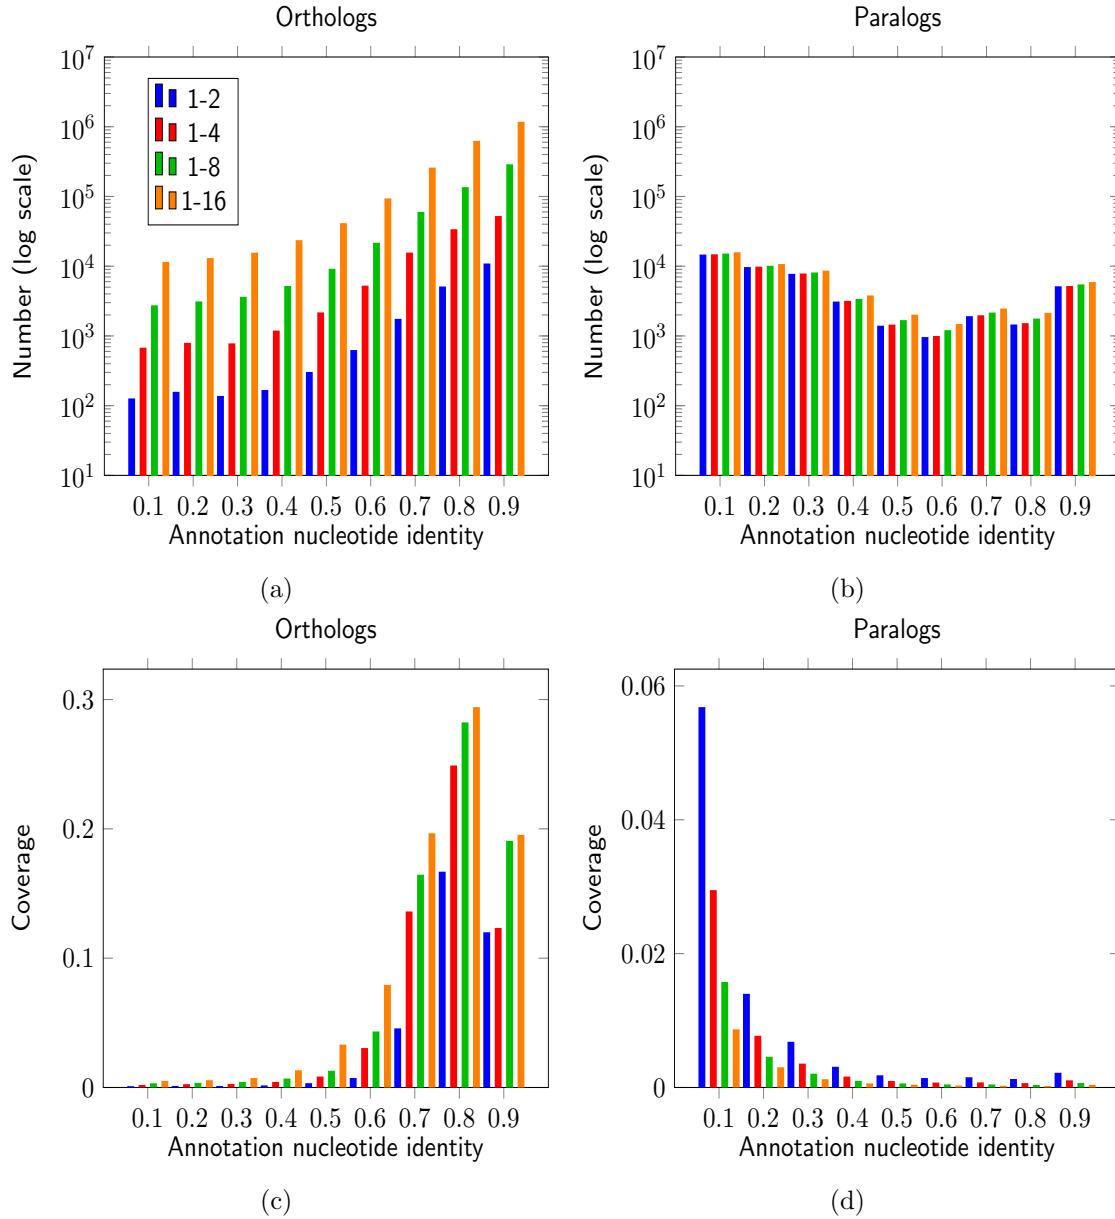 Orthologs
Number (log scale)
10^7
10^6
10^5
10^4
10^3
10^2
10^1
1-2
1-4
1-8
1-16
0.1 0.2 0.3 0.4 0.5 0.6 0.7 0.8 0.9
Annotation nucleotide identity
(a)
Paralogs
Number (log scale)
10^7
10^6
10^5
10^4
10^3
10^2
10^1
0.1 0.2 0.3 0.4 0.5 0.6 0.7 0.8 0.9
Annotation nucleotide identity
(b)
Orthologs
Coverage
0.3
0.2
0.1
0
0.1 0.2 0.3 0.4 0.5 0.6 0.7 0.8 0.9
Annotation nucleotide identity
(c)
Paralogs
Coverage
0.06
0.04
0.02
0
0.1 0.2 0.3 0.4 0.5 0.6 0.7 0.8 0.9
Annotation nucleotide identity
(d)